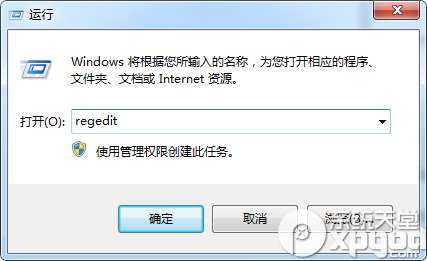 运行
Windows 将根据您所输入的名称，为您打开相应的程序、
文件夹、文档或 Internet 资源。
打开(O):
regedit
使用管理权限创建此任务。
确定
取消
系统天堂
xpgod